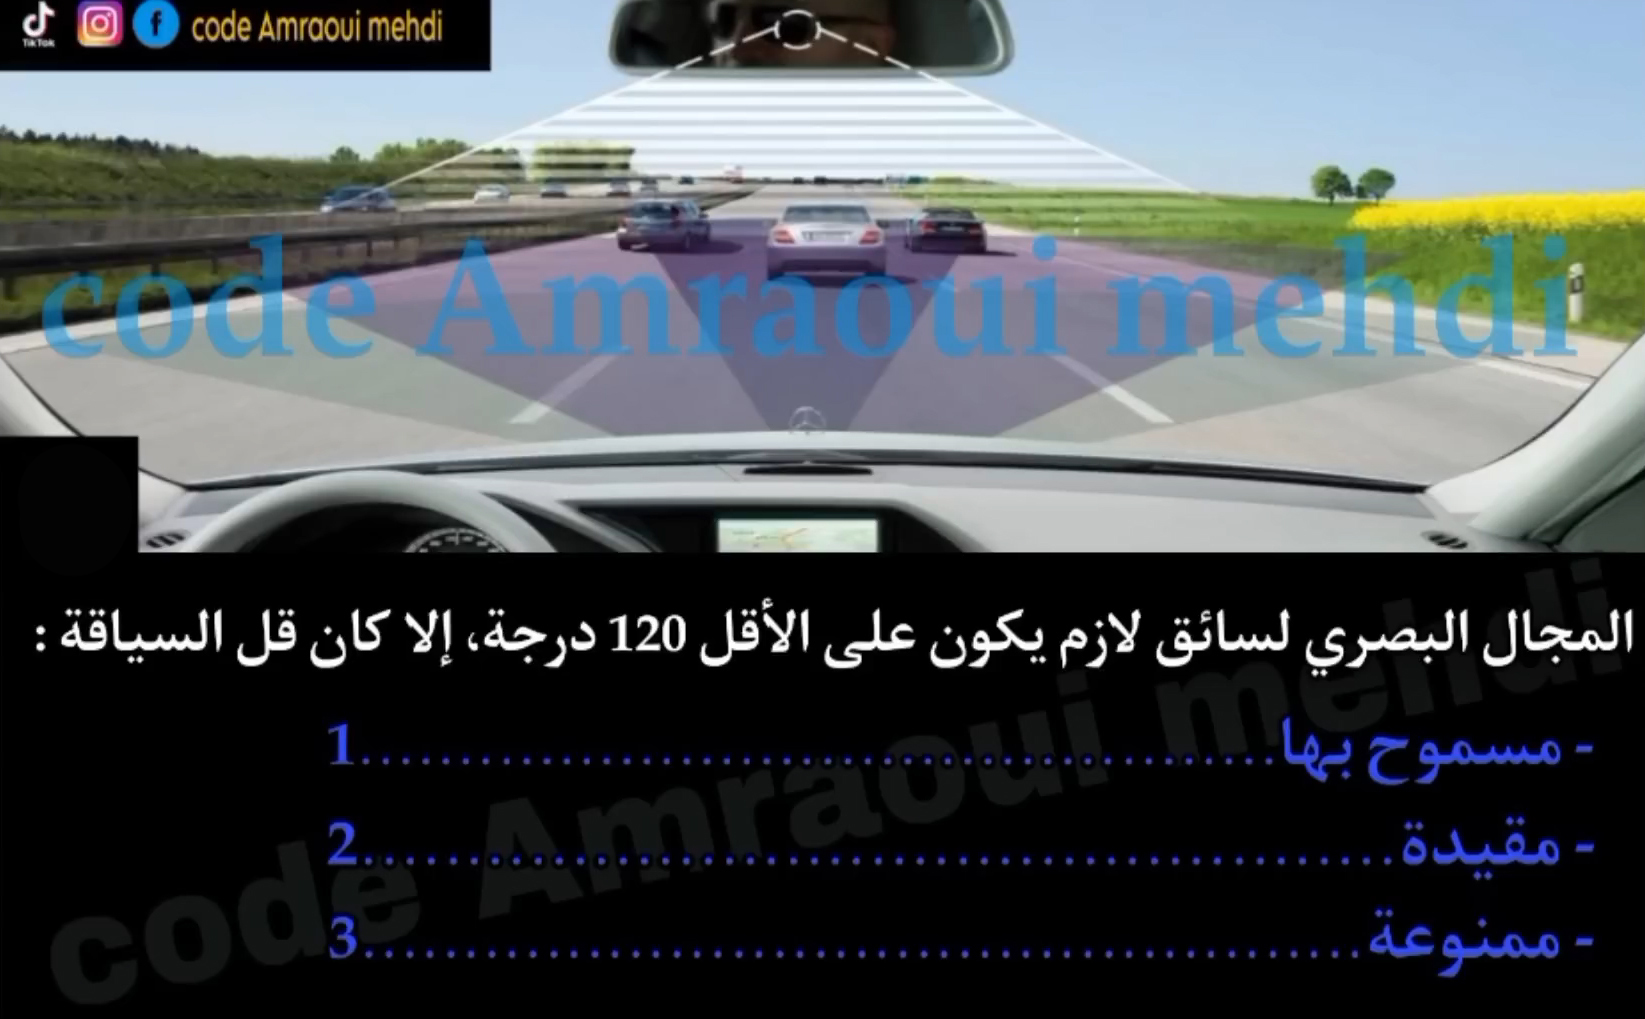 TikTok
code Amraoui mehdi
code Amraoui mehdi
المجال البصري لسائق لازم يكون على الأقل 120 درجة، إلا كان قل السياقة :
- مسموح بها......................................................1
- مقيدة......................................................2
- ممنوعة......................................................3
code Amraoui mehdi